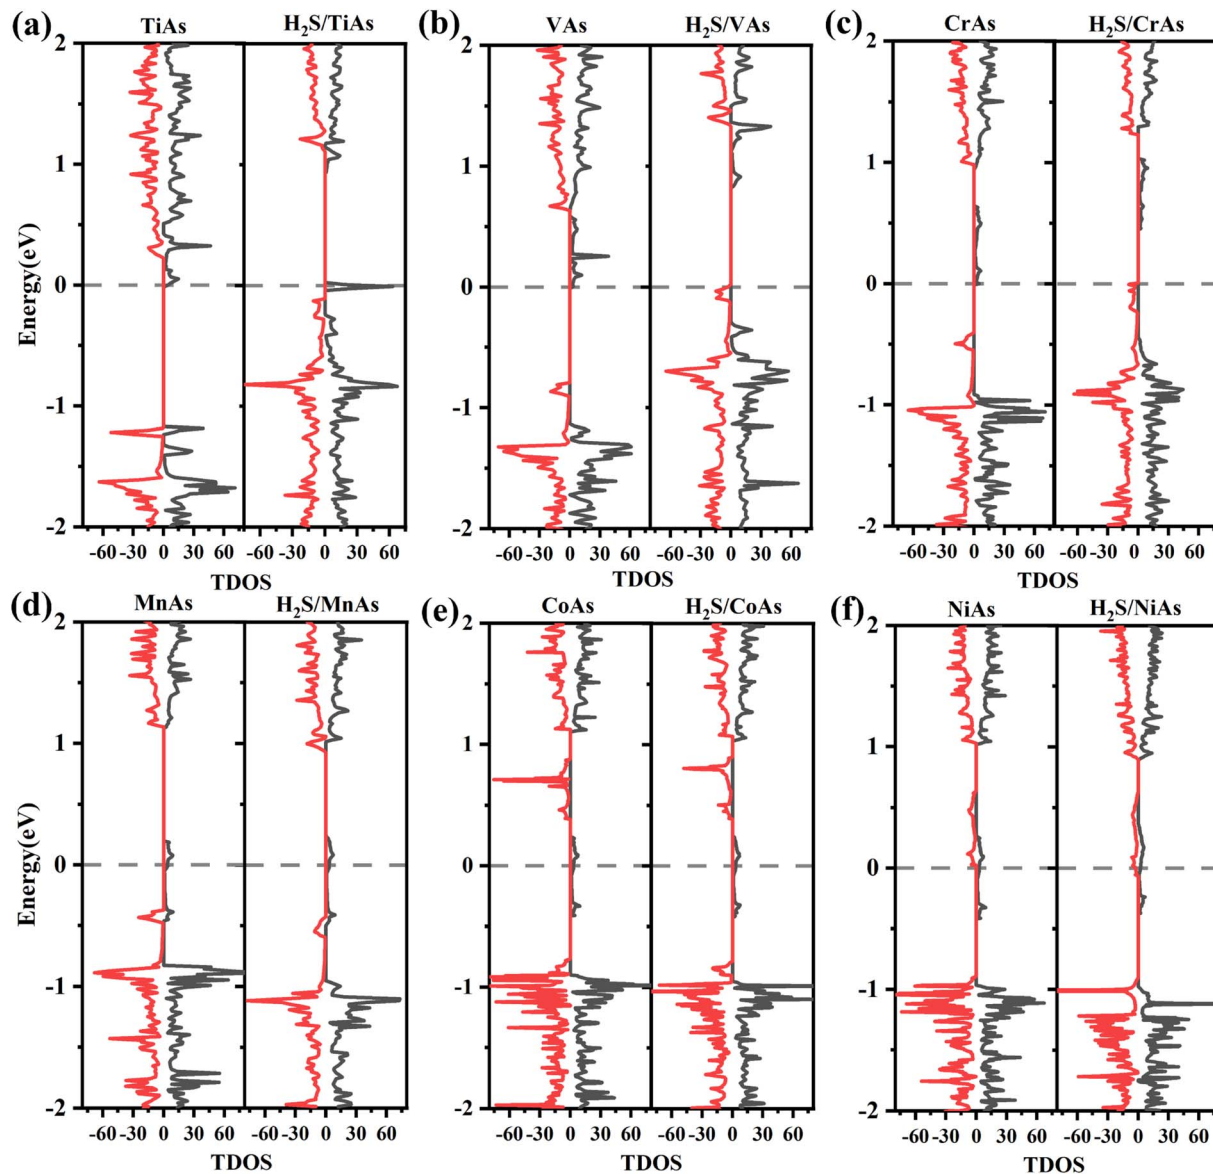 (a) TiAs H₂S/TiAs (b) VAs H₂S/VAs (c) CrAs H₂S/CrAs
2 2 2
1 1 1
Energy(eV) 0 0 0
-1 -1 -1
-2 -2 -2
-60 -30 0 30 60 -60 -30 0 30 60 -60 -30 0 30 60 -60 -30 0 30 60 -60 -30 0 30 60 -60 -30 0 30 60
TDOS TDOS TDOS
(d) MnAs H₂S/MnAs (e) CoAs H₂S/CoAs (f) NiAs H₂S/NiAs
2 2 2
1 1 1
Energy(eV) 0 0 0
-1 -1 -1
-2 -2 -2
-60 -30 0 30 60 -60 -30 0 30 60 -60 -30 0 30 60 -60 -30 0 30 60 -60 -30 0 30 60 -60 -30 0 30 60
TDOS TDOS TDOS